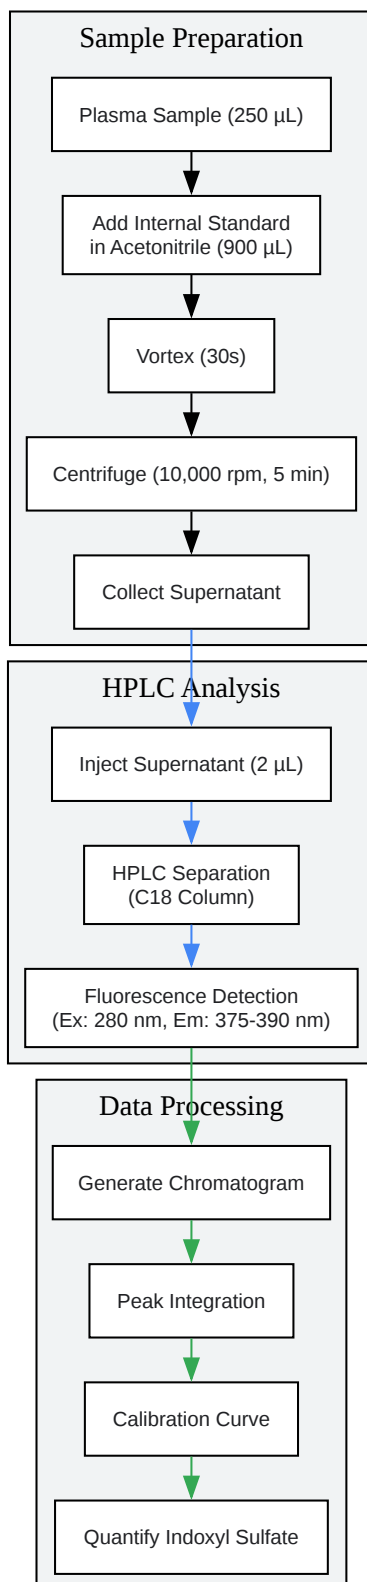 Sample Preparation
Plasma Sample (250 µL)
Add Internal Standard
in Acetonitrile (900 µL)
Vortex (30s)
Centrifuge (10,000 rpm, 5 min)
Collect Supernatant
HPLC Analysis
Inject Supernatant (2 µL)
HPLC Separation
(C18 Column)
Fluorescence Detection
(Ex: 280 nm, Em: 375-390 nm)
Data Processing
Generate Chromatogram
Peak Integration
Calibration Curve
Quantify Indoxyl Sulfate